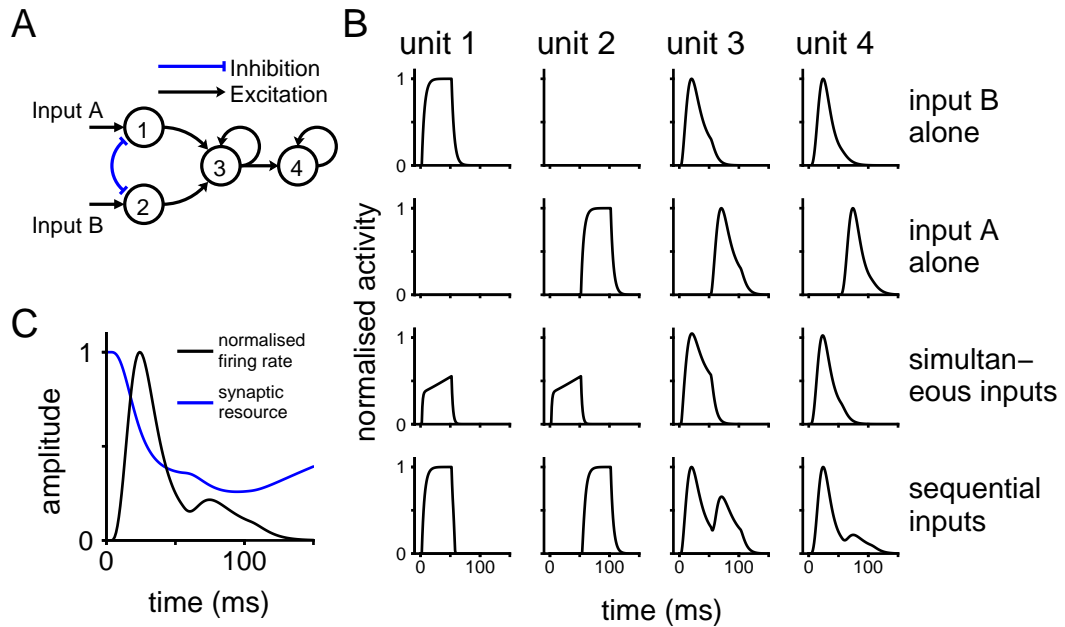 A
Inhibition
Excitation
Input A
1
2
3
4
Input B
B
unit 1
unit 2
unit 3
unit 4
1
0
input B
alone
1
0
input A
alone
1
0
simultan–
eous inputs
1
0
sequential
inputs
0 100
0 100
0 100
0 100
normalised activity
time (ms)
C
normalised
firing rate
synaptic
resource
1
0
0 100
amplitude
time (ms)